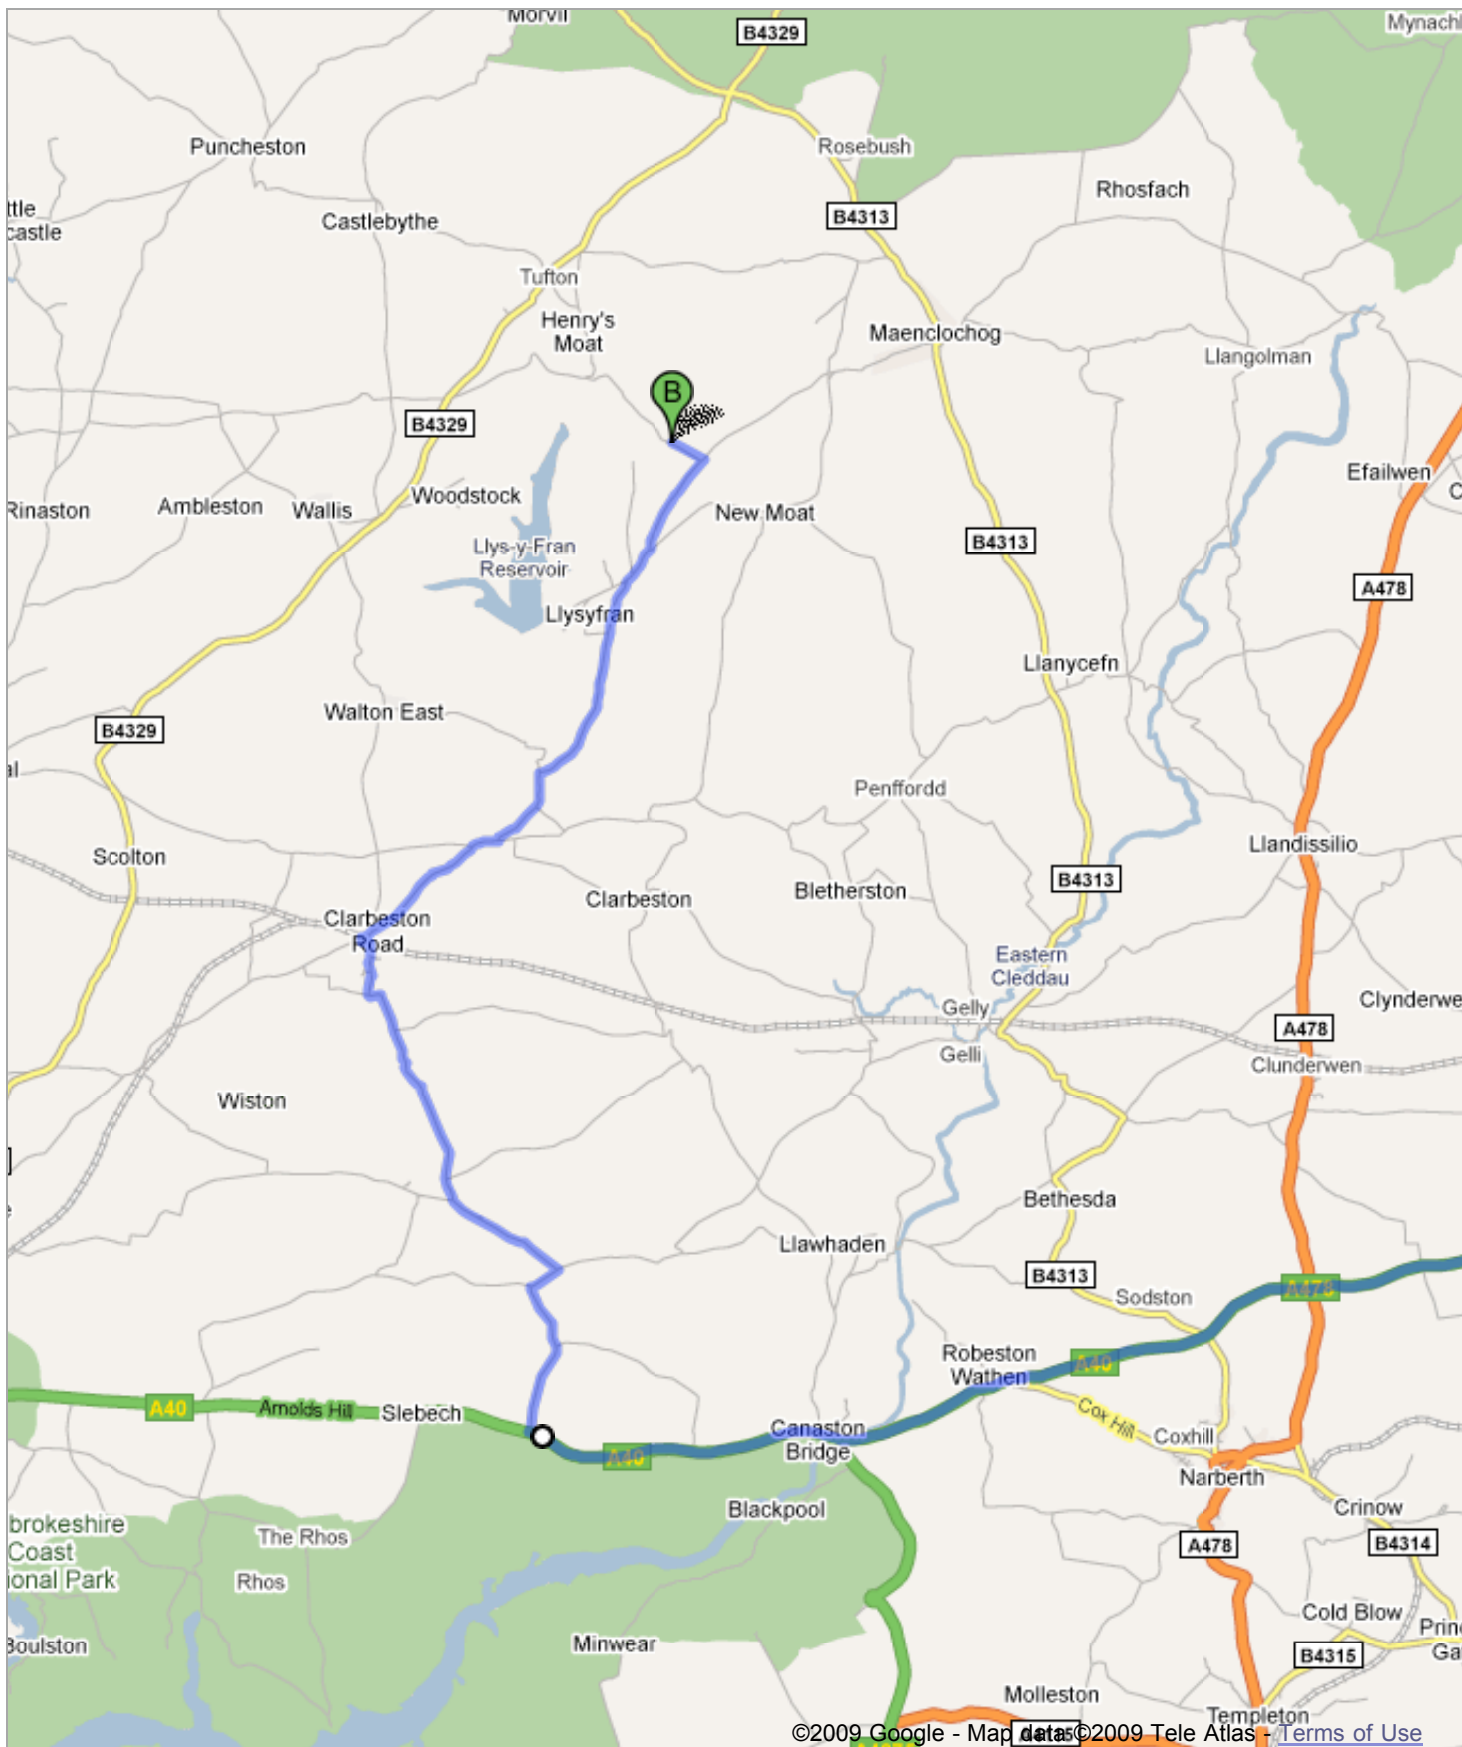 Morvil
B4329
Mynachl
Puncheston
Rosebush
Rhosfach
ttle
castle
Castlebythe
B4313
Tufton
Henry's
Moat
Maenclochog
Llangolman
B
B4329
Efailwen
Rinaston
Ambleston
Wallis
Woodstock
New Moat
C
Llys-y-Fran
Reservoir
B4313
A478
Llysyfran
Llanycefn
Walton East
B4329
al
Penffordd
Scolton
Llandissilio
B4313
Clarbeston
Bletherston
Clarbeston
Road
Eastern
Cleddau
Gelly
Clynderwe
A478
Gelli
Clunderwen
Wiston
Bethesda
Llawhaden
B4313
Sodston
A478
Robeston
Wathen
A40
A40
Arnolds Hill
Slebech
Cox Hill
Canaston
Bridge
Coxhill
A40
Narberth
Blackpool
Crinow
brokeshire
Coast
ional Park
The Rhos
A478
B4314
Rhos
Cold Blow
Prin
Ga
Boulston
Minwear
B4315
Molleston
Templeton
©2009 Google - Map data ©2009 Tele Atlas - Terms of Use